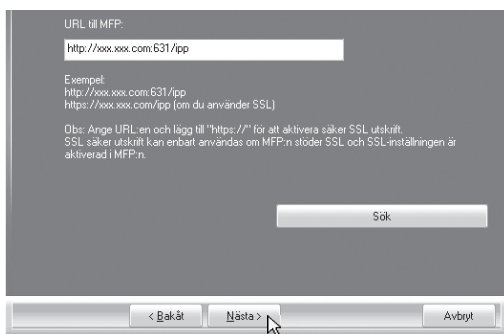 URL till MFP:
http://xxx.xxx.com:631/ipp
Exempel:
http://xxx.xxx.com:631/ipp
https://xxx.xxx.com/ipp (om du använder SSL)
Obs: Ange URL:en och lägg till "https://" för att aktivera säker SSL utskrift.
SSL säker utskrift kan enbart användas om MFP:n stöder SSL och SSL-inställningen är
aktiverad i MFP:n.
Sök
< Bakåt
Nästa >
Avbryt